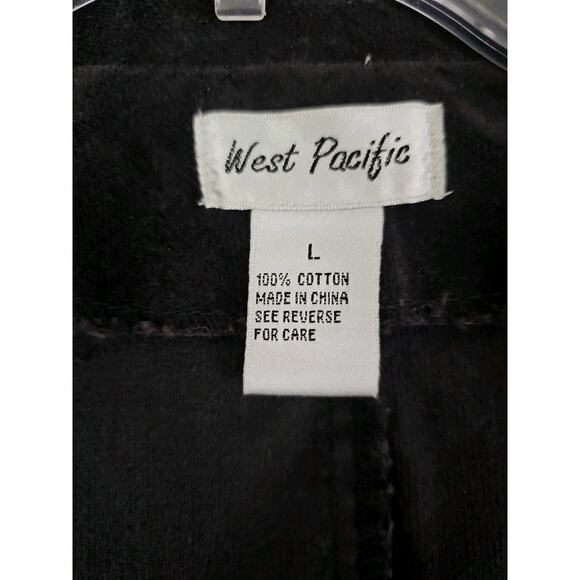 West Pacific
L
100% COTTON
MADE IN CHINA
SEE REVERSE
FOR CARE